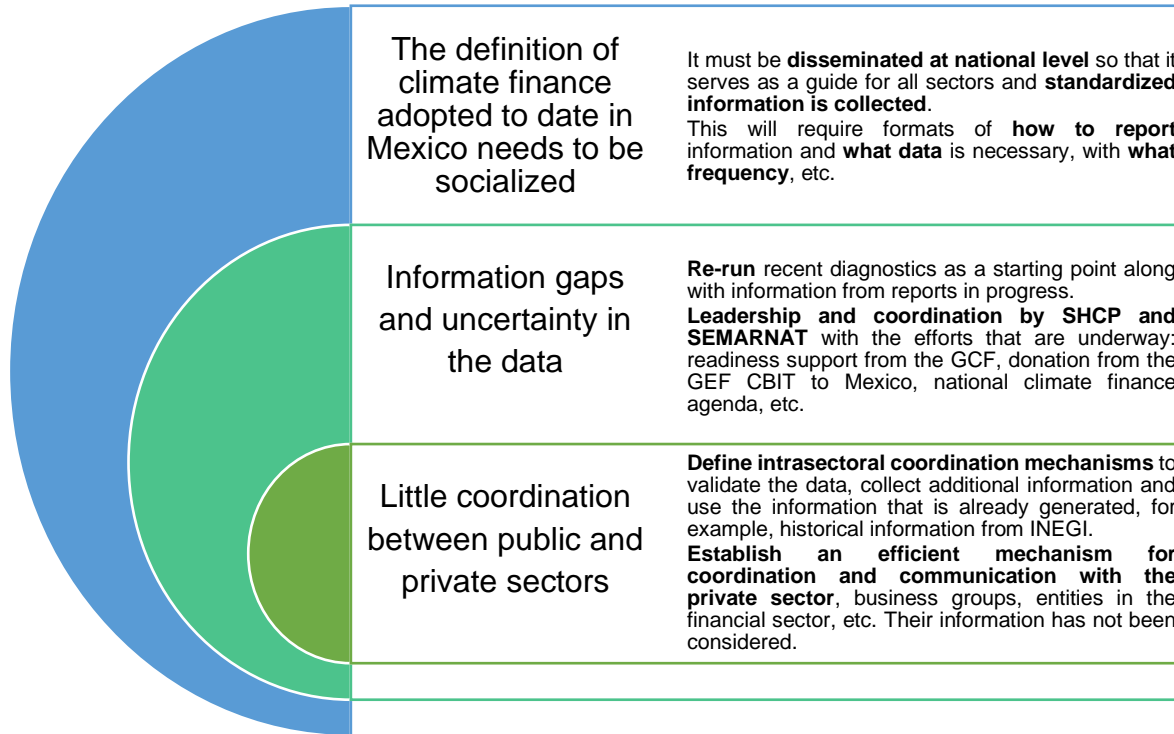 The definition of
climate finance
adopted to date in
Mexico needs to be
socialized
It must be disseminated at national level so that it
serves as a guide for all sectors and standardized
information is collected.
This will require formats of how to report
information and what data is necessary, with what
frequency, etc.
Information gaps
and uncertainty in
the data
Re-run recent diagnostics as a starting point along
with information from reports in progress.
Leadership and coordination by SHCP and
SEMARNAT with the efforts that are underway:
readiness support from the GCF, donation from the
GEF CBIT to Mexico, national climate finance
agenda, etc.
Little coordination
between public and
private sectors
Define intrasectoral coordination mechanisms to
validate the data, collect additional information and
use the information that is already generated, for
example, historical information from INEGI.
Establish an efficient mechanism for
coordination and communication with the
private sector, business groups, entities in the
financial sector, etc. Their information has not been
considered.